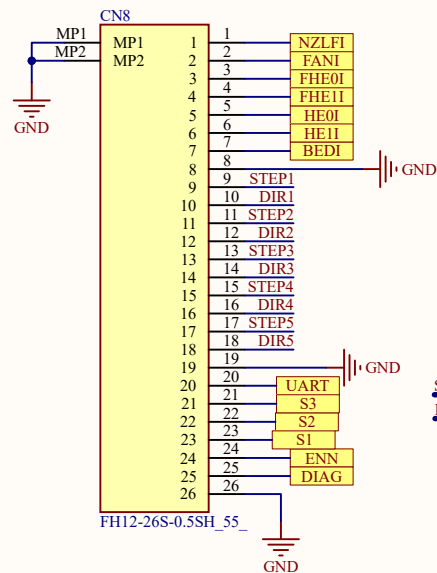 CN8
MP1 MP1 1 1 NZLFI
MP2 MP2 2 2 FANI
3 3 FHE0I
4 4 FHE1I
5 5 HE0I
GND 6 6 HE1I
7 7 BEDI
8 8 GND
9 9 STEP1
10 10 DIR1
11 11 STEP2
12 12 DIR2
13 13 STEP3
14 14 DIR3
15 15 STEP4
16 16 DIR4
17 17 STEP5
18 18 DIR5
19 19 GND
20 20 UART
21 21 S3
22 22 S2
23 23 S1
24 24 ENN
25 25 DIAG
26 26
FH12-26S-0.5SH_55_
GND